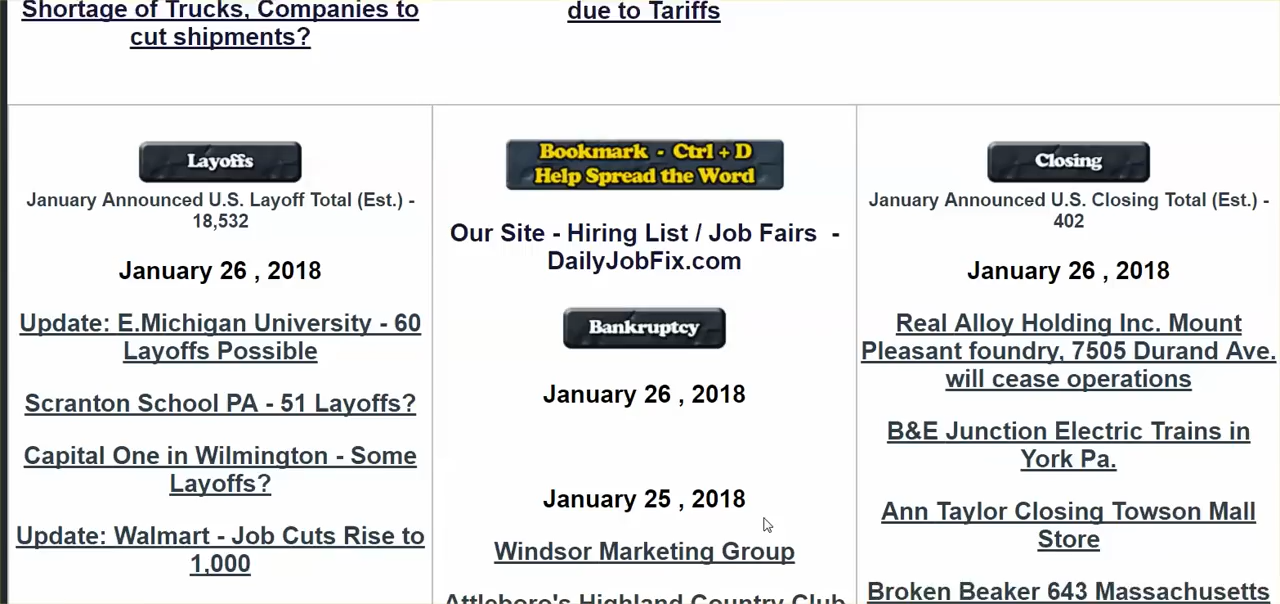 Shortage of Trucks, Companies to
cut shipments?
due to Tariffs
Layoffs
January Announced U.S. Layoff Total (Est.) -
18,532
January 26 , 2018
Update: E.Michigan University - 60
Layoffs Possible
Scranton School PA - 51 Layoffs?
Capital One in Wilmington - Some
Layoffs?
Update: Walmart - Job Cuts Rise to
1,000
Bookmark - Ctrl + D
Help Spread the Word
Our Site - Hiring List / Job Fairs -
DailyJobFix.com
Bankruptcy
January 26 , 2018
January 25 , 2018
Windsor Marketing Group
Attleboro's Highland Country Club
Closing
January Announced U.S. Closing Total (Est.) -
402
January 26 , 2018
Real Alloy Holding Inc. Mount
Pleasant foundry, 7505 Durand Ave.
will cease operations
B&E Junction Electric Trains in
York Pa.
Ann Taylor Closing Towson Mall
Store
Broken Beaker 643 Massachusetts